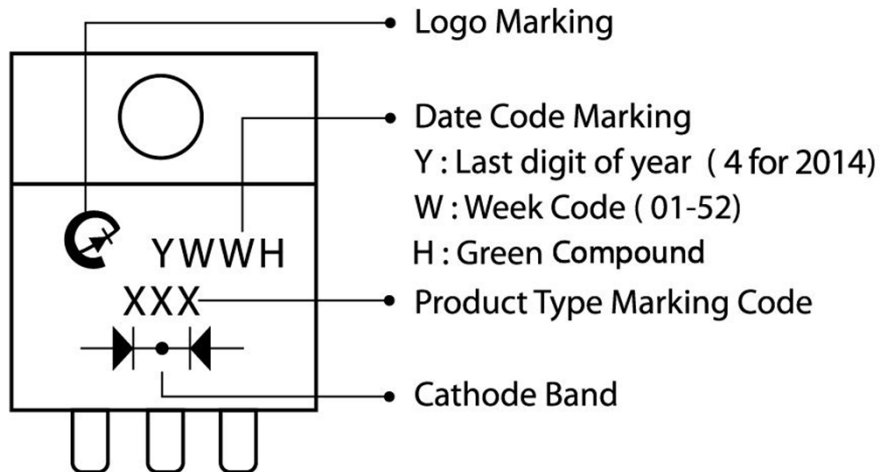 Logo Marking
Date Code Marking
Y : Last digit of year ( 4 for 2014)
W : Week Code ( 01-52)
H : Green Compound
YWWH
XXX
Product Type Marking Code
Cathode Band